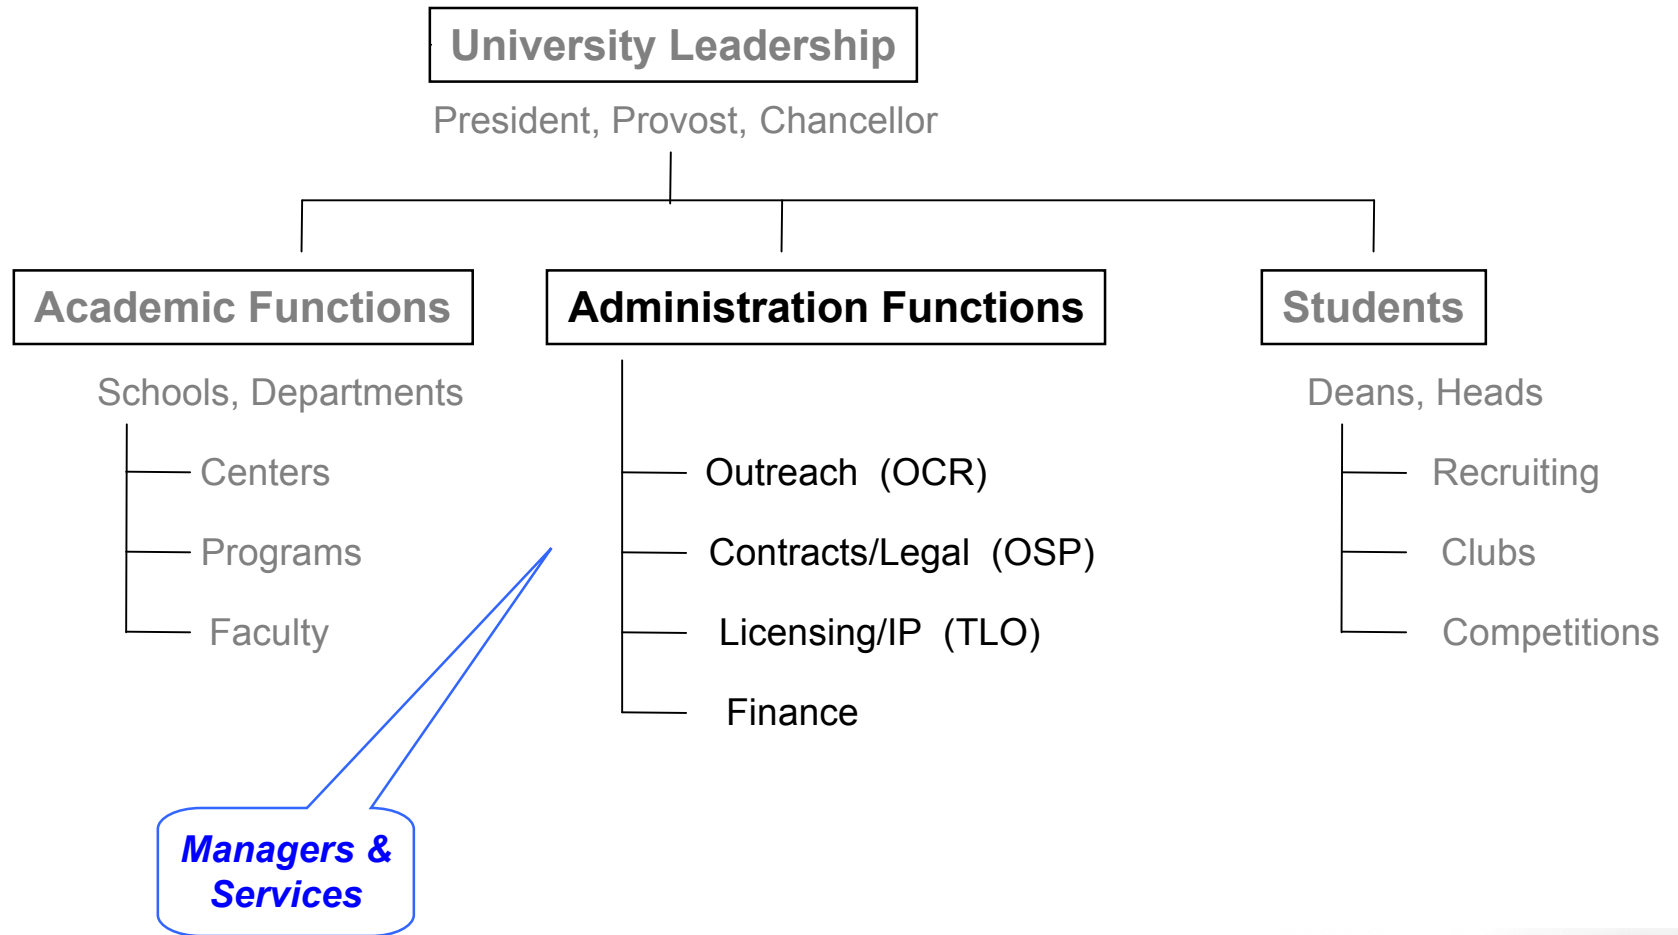 University Leadership
President, Provost, Chancellor
Academic Functions
Schools, Departments
Centers
Programs
Faculty
Administration Functions
Outreach (OCR)
Contracts/Legal (OSP)
Licensing/IP (TLO)
Finance
Students
Deans, Heads
Recruiting
Clubs
Competitions
Managers &
Services